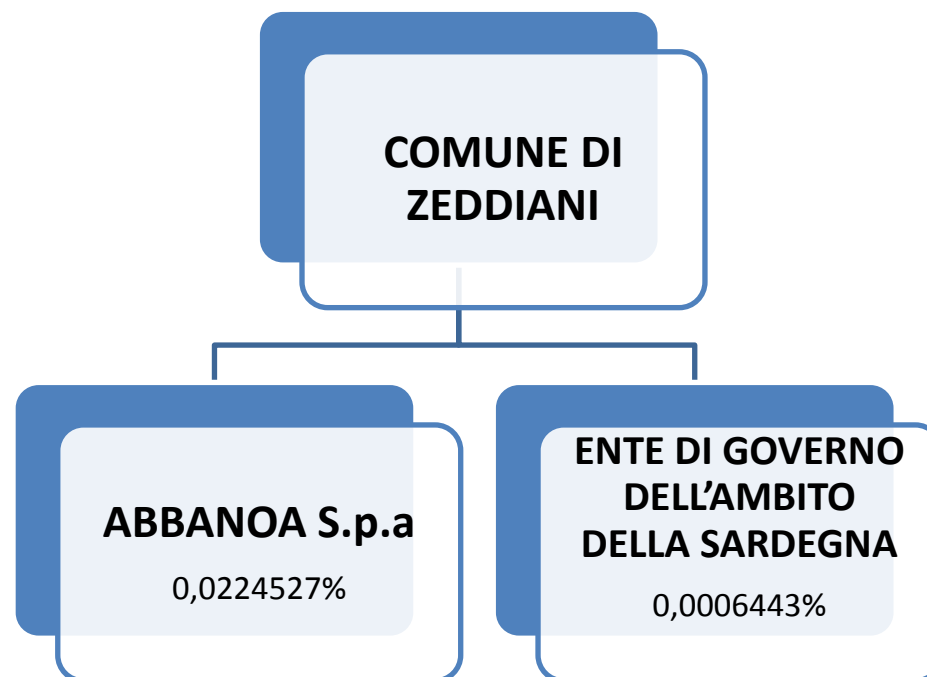 COMUNE DI
ZEDDIANI
ABBANOA S.p.a
0,0224527%
ENTE DI GOVERNO
DELL’AMBITO
DELLA SARDEGNA
0,0006443%